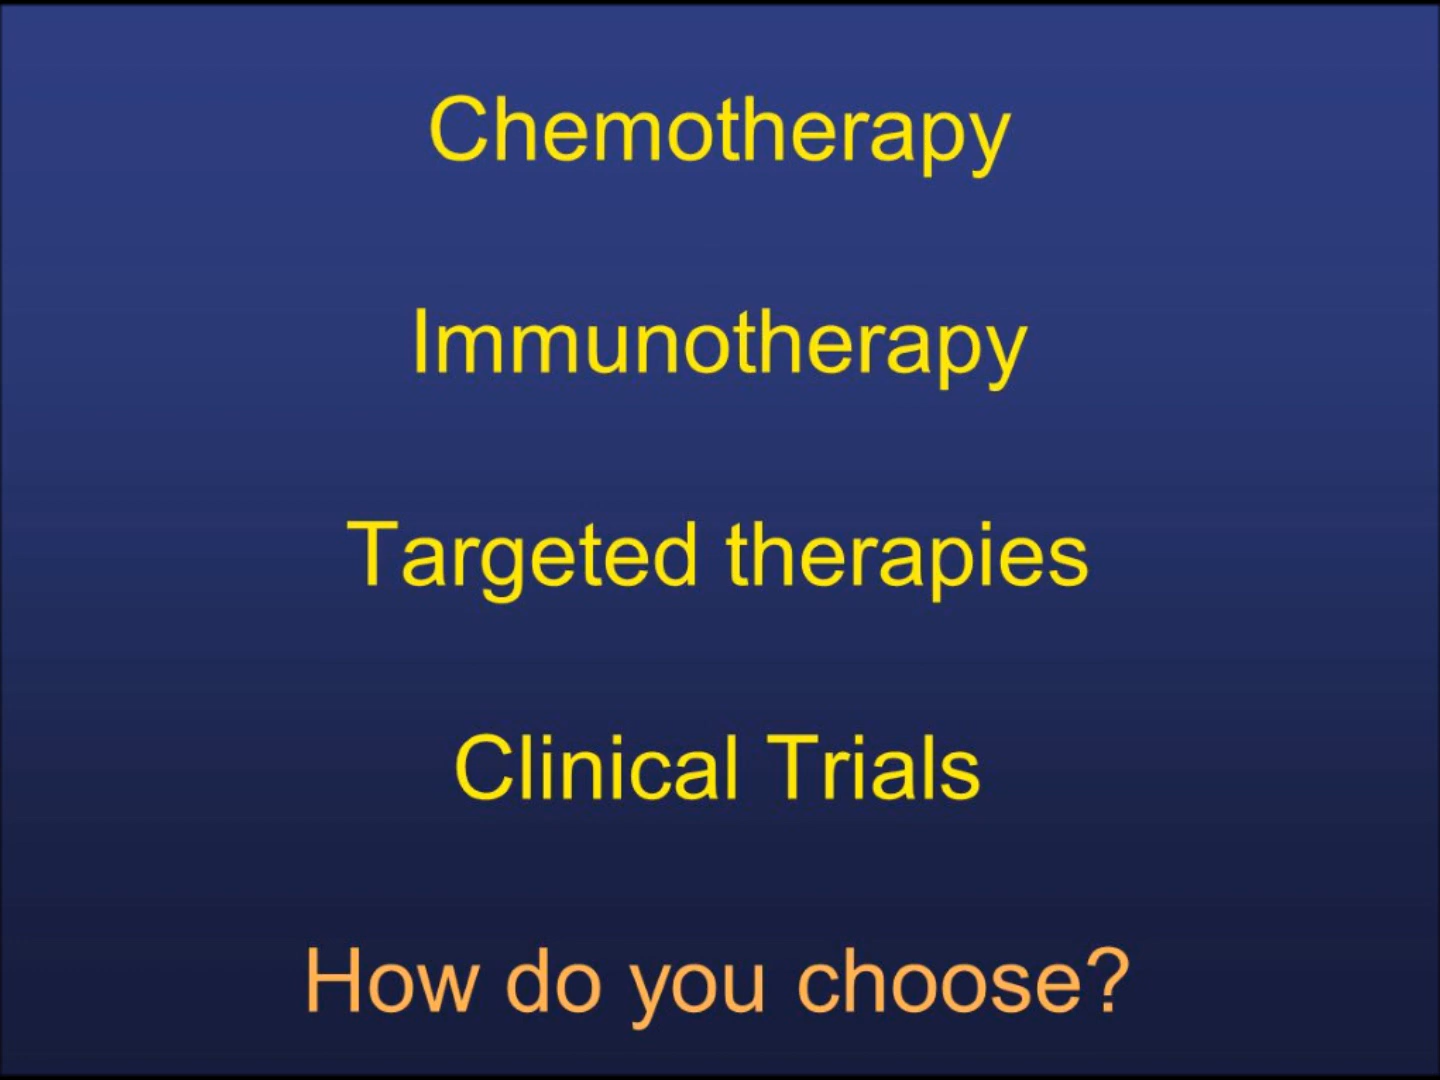 Chemotherapy
Immunotherapy
Targeted therapies
Clinical Trials
How do you choose?